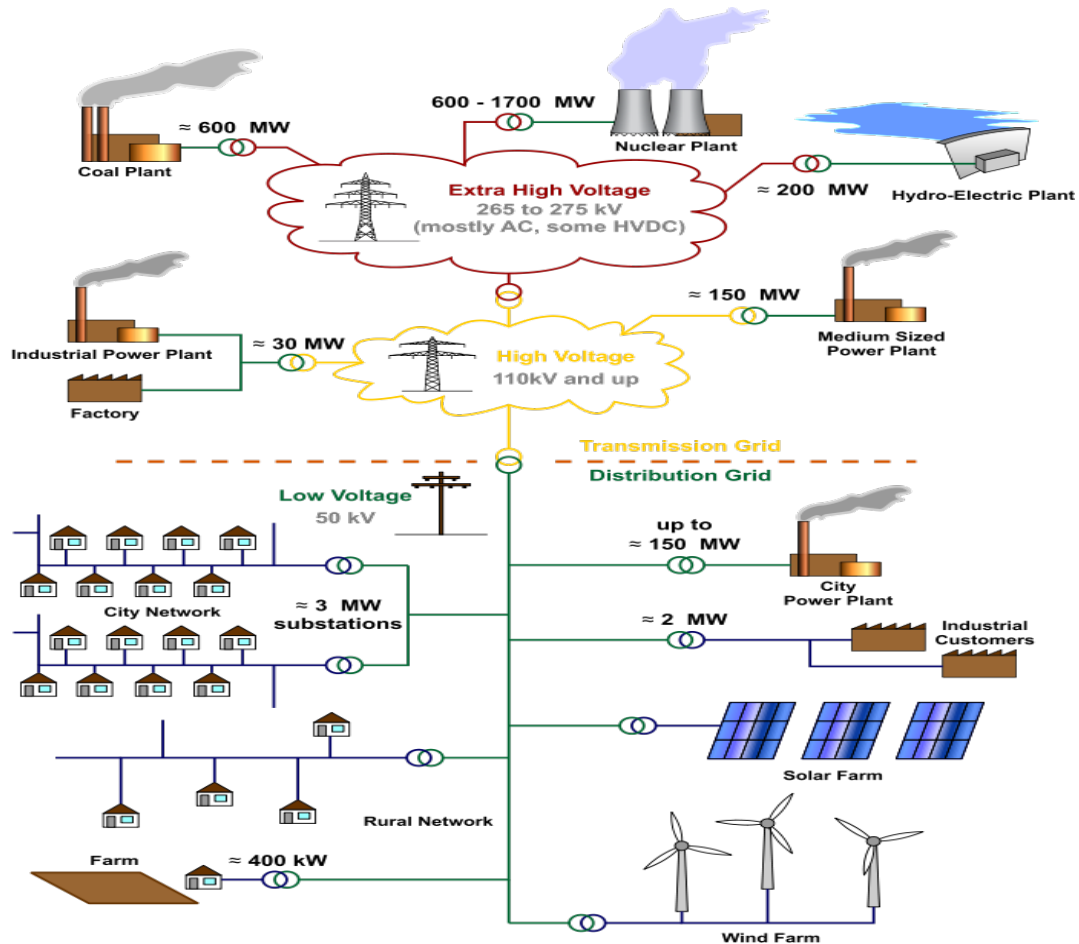 600 - 1700 MW
≈ 600 MW
Nuclear Plant
Coal Plant
Extra High Voltage
265 to 275 kV
(mostly AC, some HVDC)
≈ 200 MW
Hydro-Electric Plant
≈ 150 MW
Medium Sized
Power Plant
Industrial Power Plant
≈ 30 MW
Factory
High Voltage
110kV and up
Transmission Grid
Distribution Grid
Low Voltage
50 kV
up to
≈ 150 MW
City
Power Plant
City Network
≈ 3 MW
substations
≈ 2 MW
Industrial
Customers
Solar Farm
Rural Network
Farm
≈ 400 kW
Wind Farm